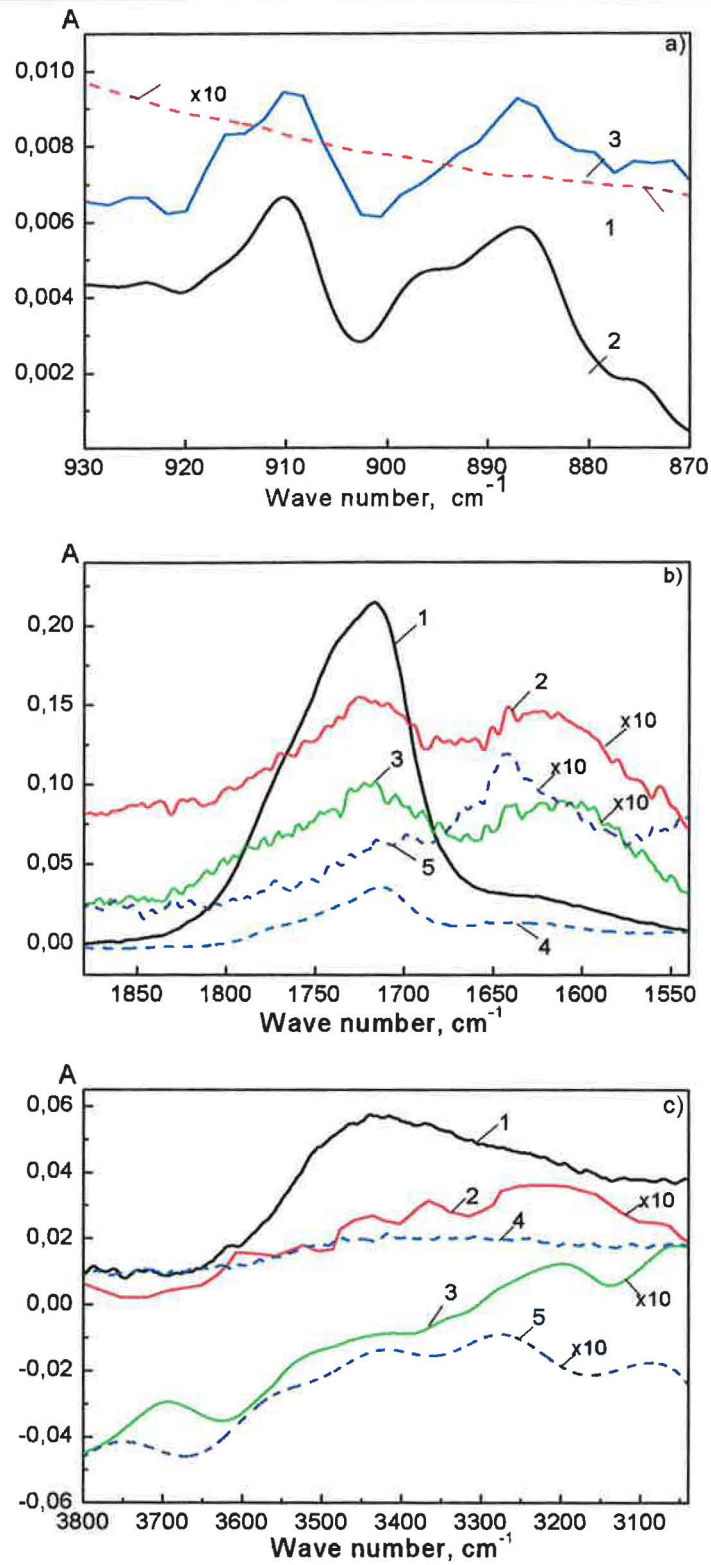 A
a)
0,010
x10
0,008
3
0,006
1
0,004
2
0,002
930 920 910 900 890 880 870
Wave number, cm-1
A
b)
0,20
1
0,15
2
x10
0,10
3
x10
x10
0,05
5
0,00
4
1850 1800 1750 1700 1650 1600 1550
Wave number, cm-1
A
0,06
c)
1
0,04
2
x10
4
0,02
0,00
3
x10
5
x10
-0,02
-0,04
-0,06
3800 3700 3600 3500 3400 3300 3200 3100
Wave number, cm-1